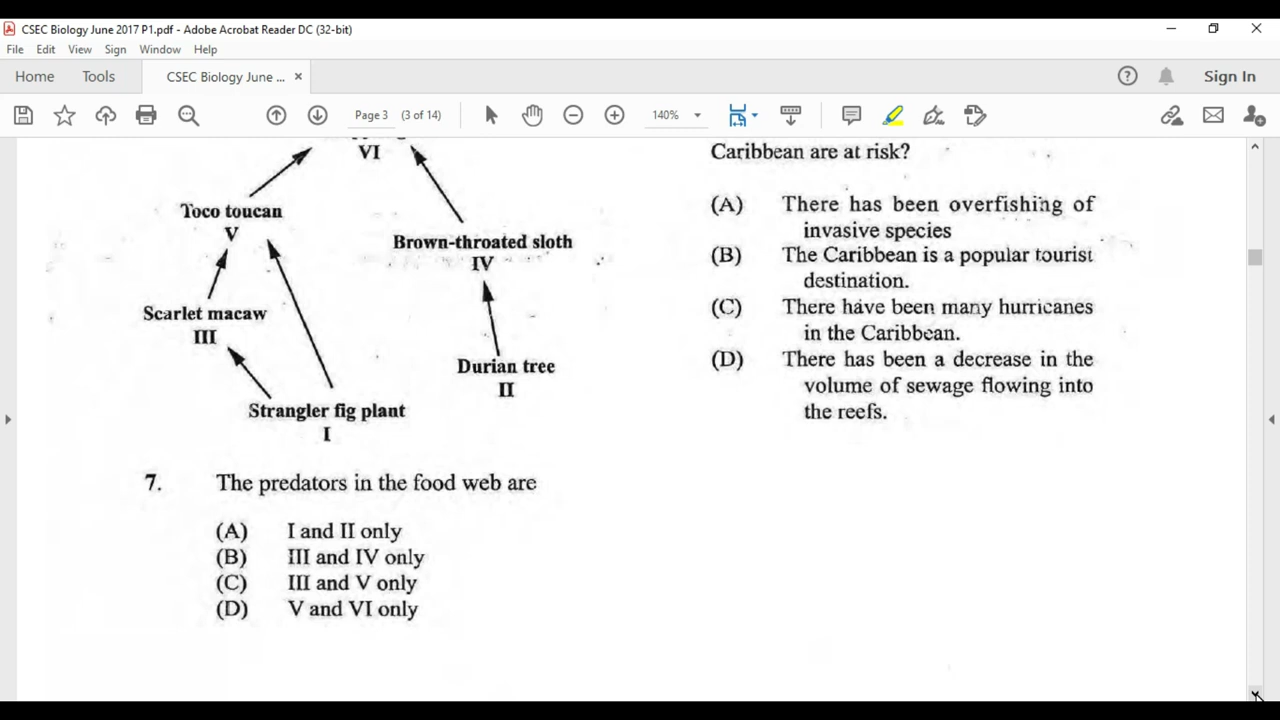 CSEC Biology June 2017 P1.pdf - Adobe Acrobat Reader DC (32-bit)
File Edit View Sign Window Help
Home Tools CSEC Biology June ... × Sign In
Page 3 (3 of 14) 140%
VI
Toco toucan
V
Brown-throated sloth
IV
Scarlet macaw
III
Durian tree
II
Strangler fig plant
I
7. The predators in the food web are
(A) I and II only
(B) III and IV only
(C) III and V only
(D) V and VI only
Caribbean are at risk?
(A) There has been overfishing of
invasive species
(B) The Caribbean is a popular tourist
destination.
(C) There have been many hurricanes
in the Caribbean.
(D) There has been a decrease in the
volume of sewage flowing into
the reefs.